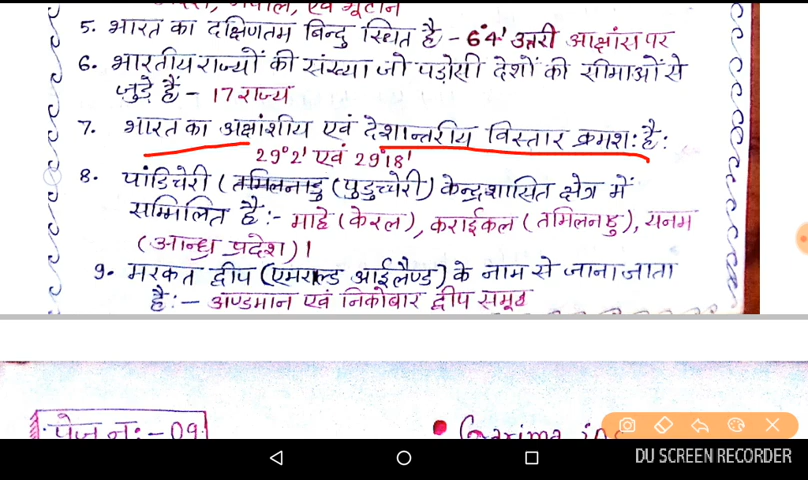 एवं भूटान
5. भारत का दक्षिणतम बिन्दु स्थित है - 6°4' उत्तरी आक्षांस पर
6. भारतीय राज्यों की संख्या जो पड़ोसी देशों की सीमाओं से
जुड़े हैं - 17 राज्य
7. भारत का अक्षांशीय एवं देशान्तरीय विस्तार क्रमशः है:
29°2' एवं 29°18'
8. पांडिचेरी (तमिलनाडु (पुडुच्चेरी) केन्द्रशासित क्षेत्र में
सम्मिलित हैं:- माहे (केरल), कराईकल (तमिलनाडु), यनम
(आन्ध्र प्रदेश)।
9. मरकत द्वीप (एमराल्ड आईलैण्ड) के नाम से जाना जाता
है:- अण्डमान एवं निकोबार द्वीप समूह
पेज नं:-09
DU SCREEN RECORDER